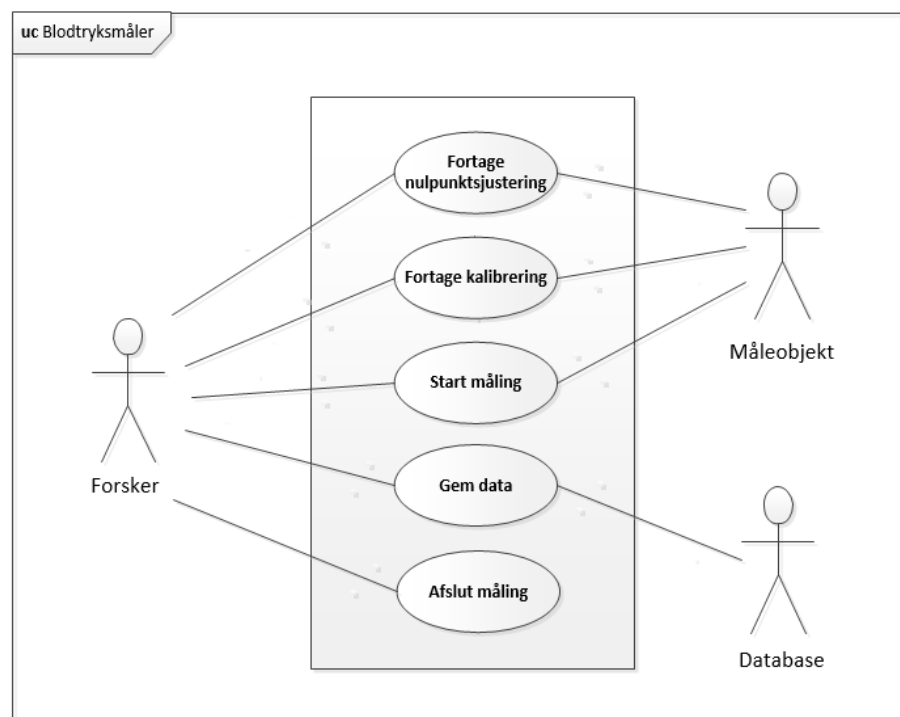 uc Blodtryksmåler
Fortage
nulpunktsjustering
Fortage kalibrering
Start måling
Måleobjekt
Forsker
Gem data
Afslut måling
Database